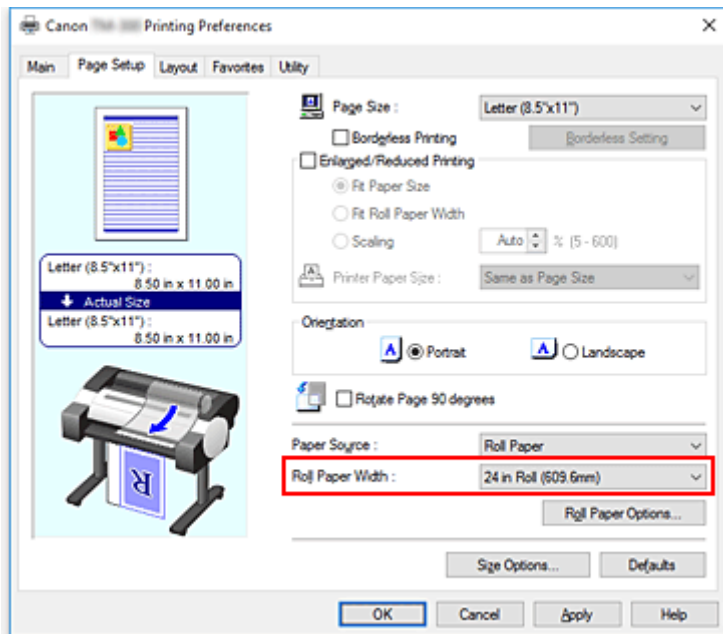 Canon Printing Preferences
Main Page Setup Layout Favorites Utility
Page Size : Letter (8.5"x11")
Borderless Printing Borderless Setting
Enlarged/Reduced Printing
Fit Paper Size
Fit Roll Paper Width
Scaling Auto % (5 - 600)
Printer Paper Size : Same as Page Size
Letter (8.5"x11") :
8.50 in x 11.00 in
Actual Size
Letter (8.5"x11") :
8.50 in x 11.00 in
Orientation
A Portrait A Landscape
Rotate Page 90 degrees
R
Paper Source : Roll Paper
Roll Paper Width : 24 in Roll (609.6mm)
Roll Paper Options...
Size Options... Defaults
OK Cancel Apply Help